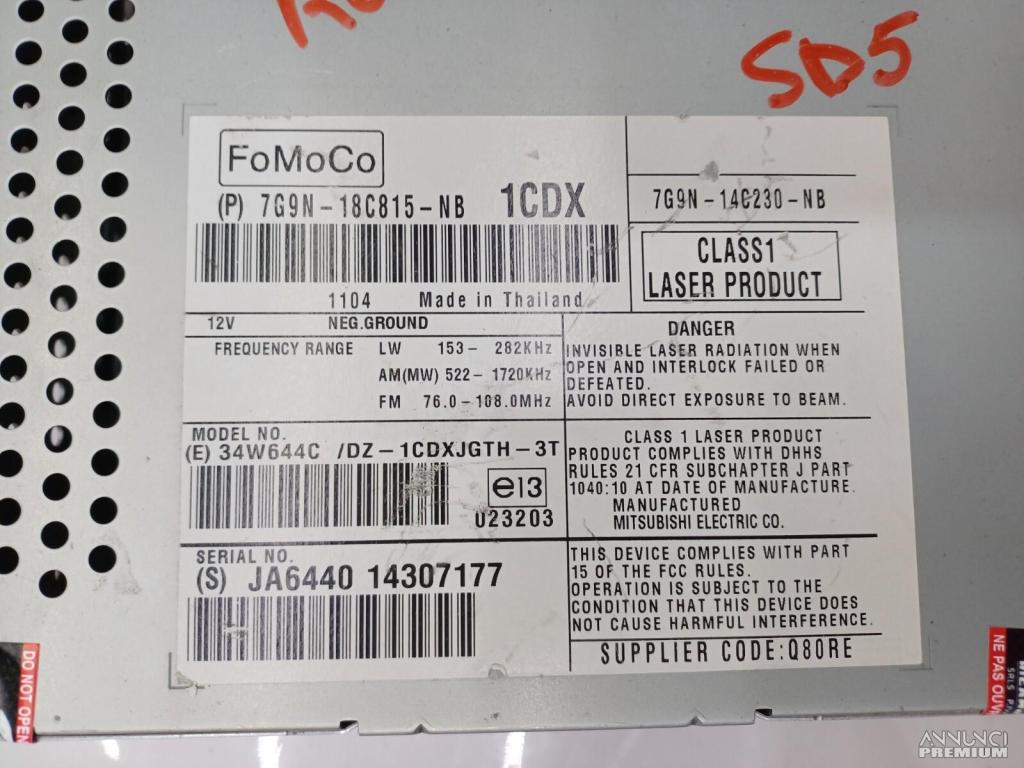 SD5
FoMoCo
(P) 7G9N-18C815-NB 1CDX
7G9N-14C230-NB
CLASS1
LASER PRODUCT
1104 Made in Thailand
12V NEG.GROUND
FREQUENCY RANGE LW 153- 282KHz
AM(MW) 522- 1720KHz
FM 76.0-108.0MHz
DANGER
INVISIBLE LASER RADIATION WHEN
OPEN AND INTERLOCK FAILED OR
DEFEATED.
AVOID DIRECT EXPOSURE TO BEAM.
MODEL NO.
(E) 34W644C /DZ-1CDXJGTH-3T
e13
023203
CLASS 1 LASER PRODUCT
PRODUCT COMPLIES WITH DHHS
RULES 21 CFR SUBCHAPTER J PART
1040:10 AT DATE OF MANUFACTURE.
MANUFACTURED
MITSUBISHI ELECTRIC CO.
SERIAL NO.
(S) JA6440 14307177
THIS DEVICE COMPLIES WITH PART
15 OF THE FCC RULES.
OPERATION IS SUBJECT TO THE
CONDITION THAT THIS DEVICE DOES
NOT CAUSE HARMFUL INTERFERENCE.
SUPPLIER CODE:Q80RE
DO NOT OPEN
NE PAS
ANNUNCI
PREMIUM